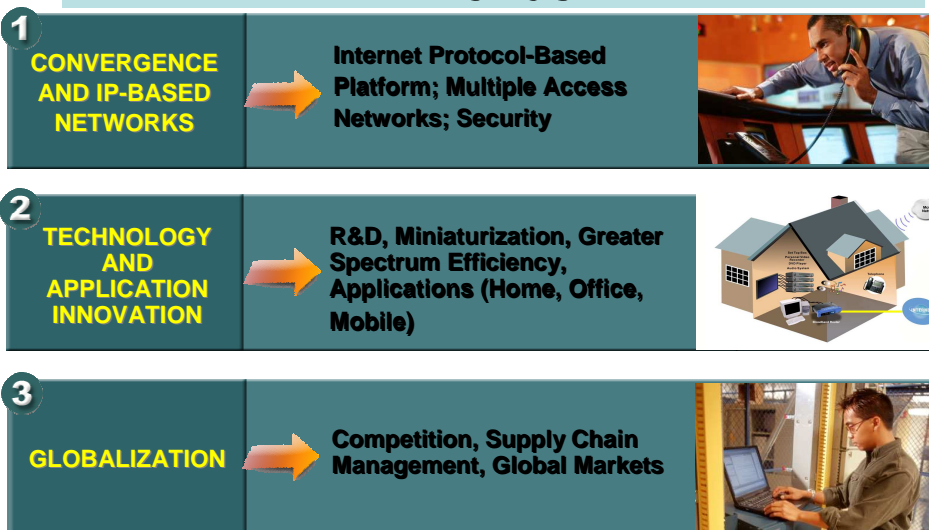 1
CONVERGENCE
AND IP-BASED
NETWORKS
Internet Protocol-Based
Platform; Multiple Access
Networks; Security
2
TECHNOLOGY
AND
APPLICATION
INNOVATION
R&D, Miniaturization, Greater
Spectrum Efficiency,
Applications (Home, Office,
Mobile)
3
GLOBALIZATION
Competition, Supply Chain
Management, Global Markets